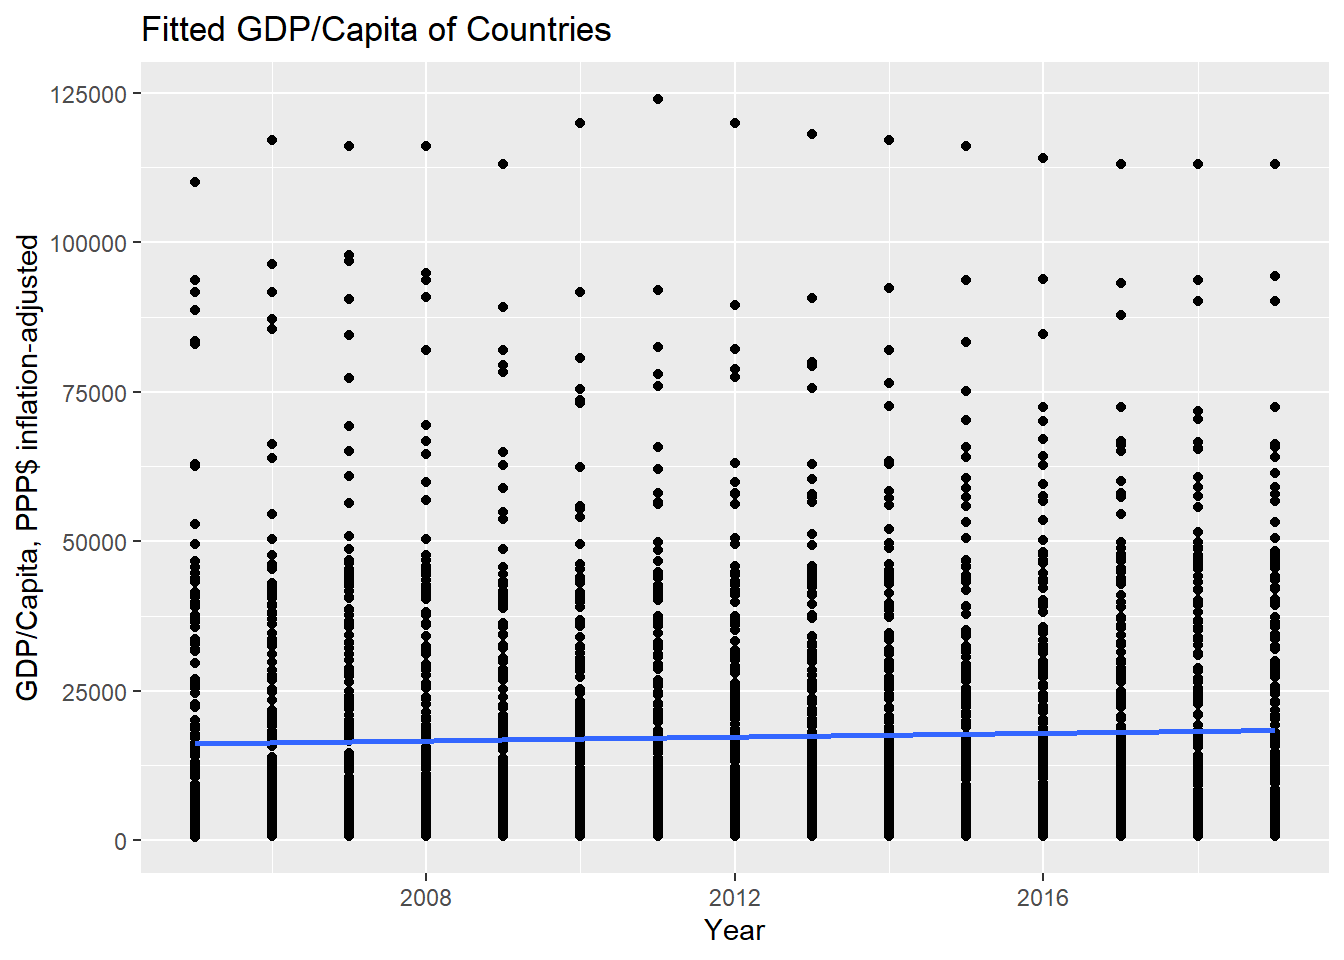 Fitted GDP/Capita of Countries
GDP/Capita, PPP$ inflation-adjusted
125000
100000
75000
50000
25000
0
2008 2012 2016
Year